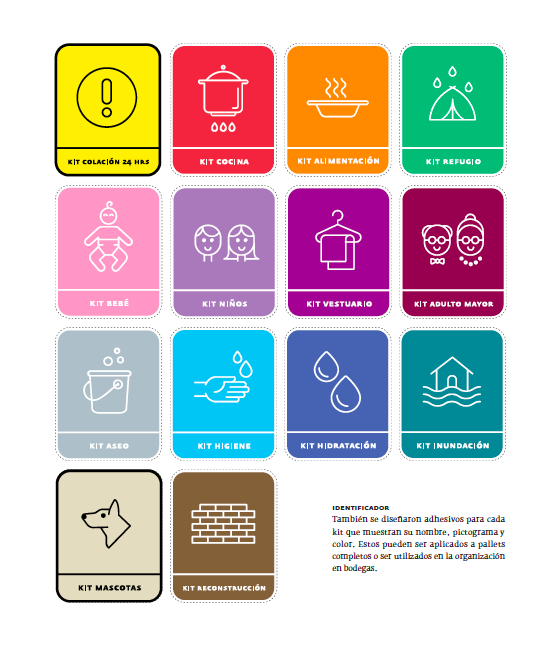 KIT COLACIÓN 24 HRS
KIT COCINA
KIT ALIMENTACIÓN
KIT REFUGIO
KIT BEBÉ
KIT NIÑOS
KIT VESTUARIO
KIT ADULTO MAYOR
KIT ASEO
KIT HIGIENE
KIT HIDRATACIÓN
KIT INUNDACIÓN
KIT MASCOTAS
KIT RECONSTRUCCIÓN
IDENTIFICADOR
También se diseñaron adhesivos para cada
kit que muestran su nombre, pictograma y
color. Estos pueden ser aplicados a pallets
completos o ser utilizados en la organización
en bodegas.